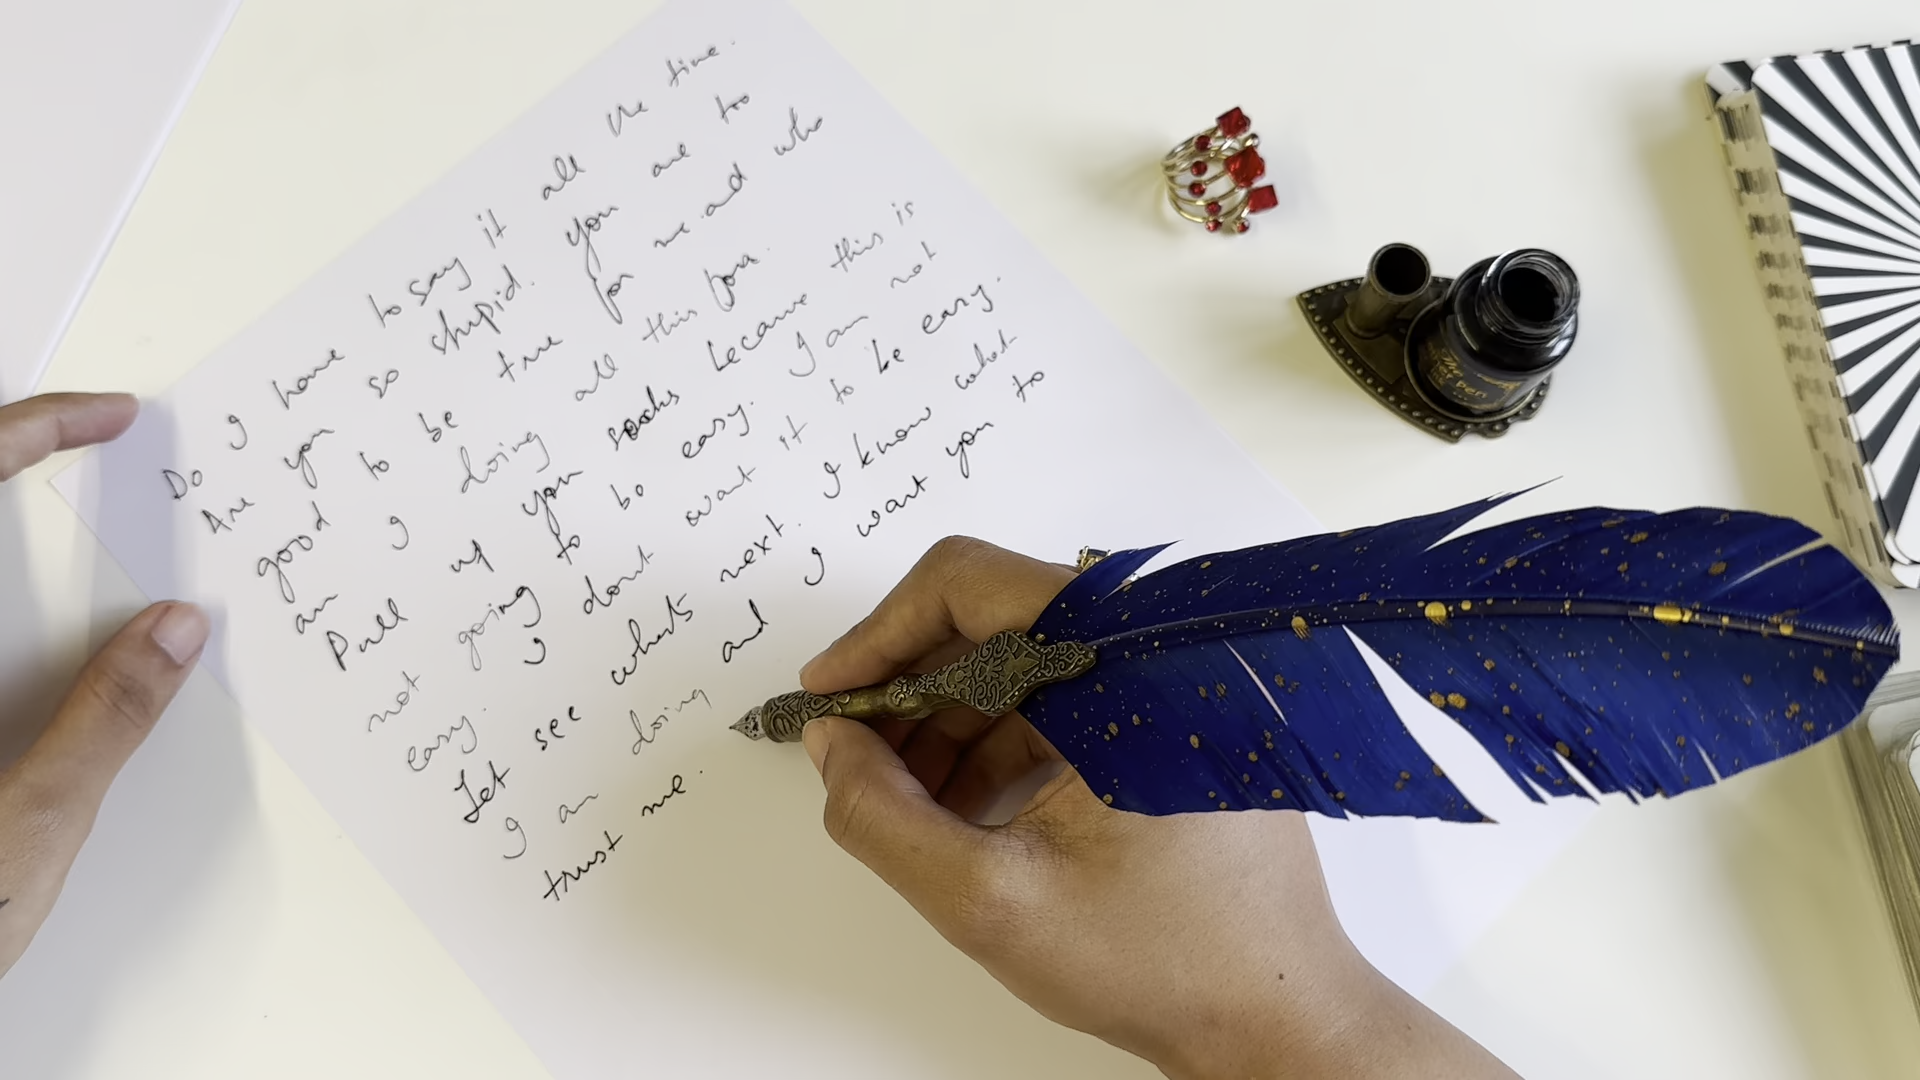 Do I have to say it all the time.
Are you so stupid. You are too
good to be true for me and who
am I doing all this for.
Pull up your socks because this is
not going to be easy. I am not
easy. I dont want it to be easy.
Let see whats next. I know what
I am doing and I want you to
trust me.